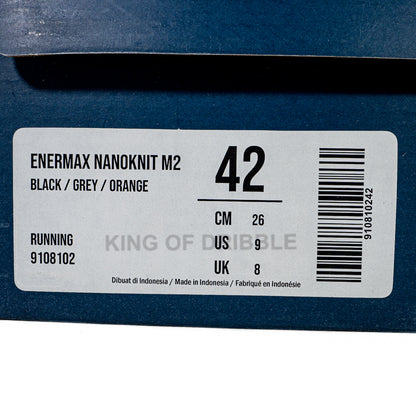 ENERMAX NANOKNIT M2
BLACK / GREY / ORANGE
42
CM 26
US 9
UK 8
RUNNING
9108102
KING OF DRIBBLE
Dibuat di Indonesia / Made in Indonesia / Fabriqué en Indonésie
910810242